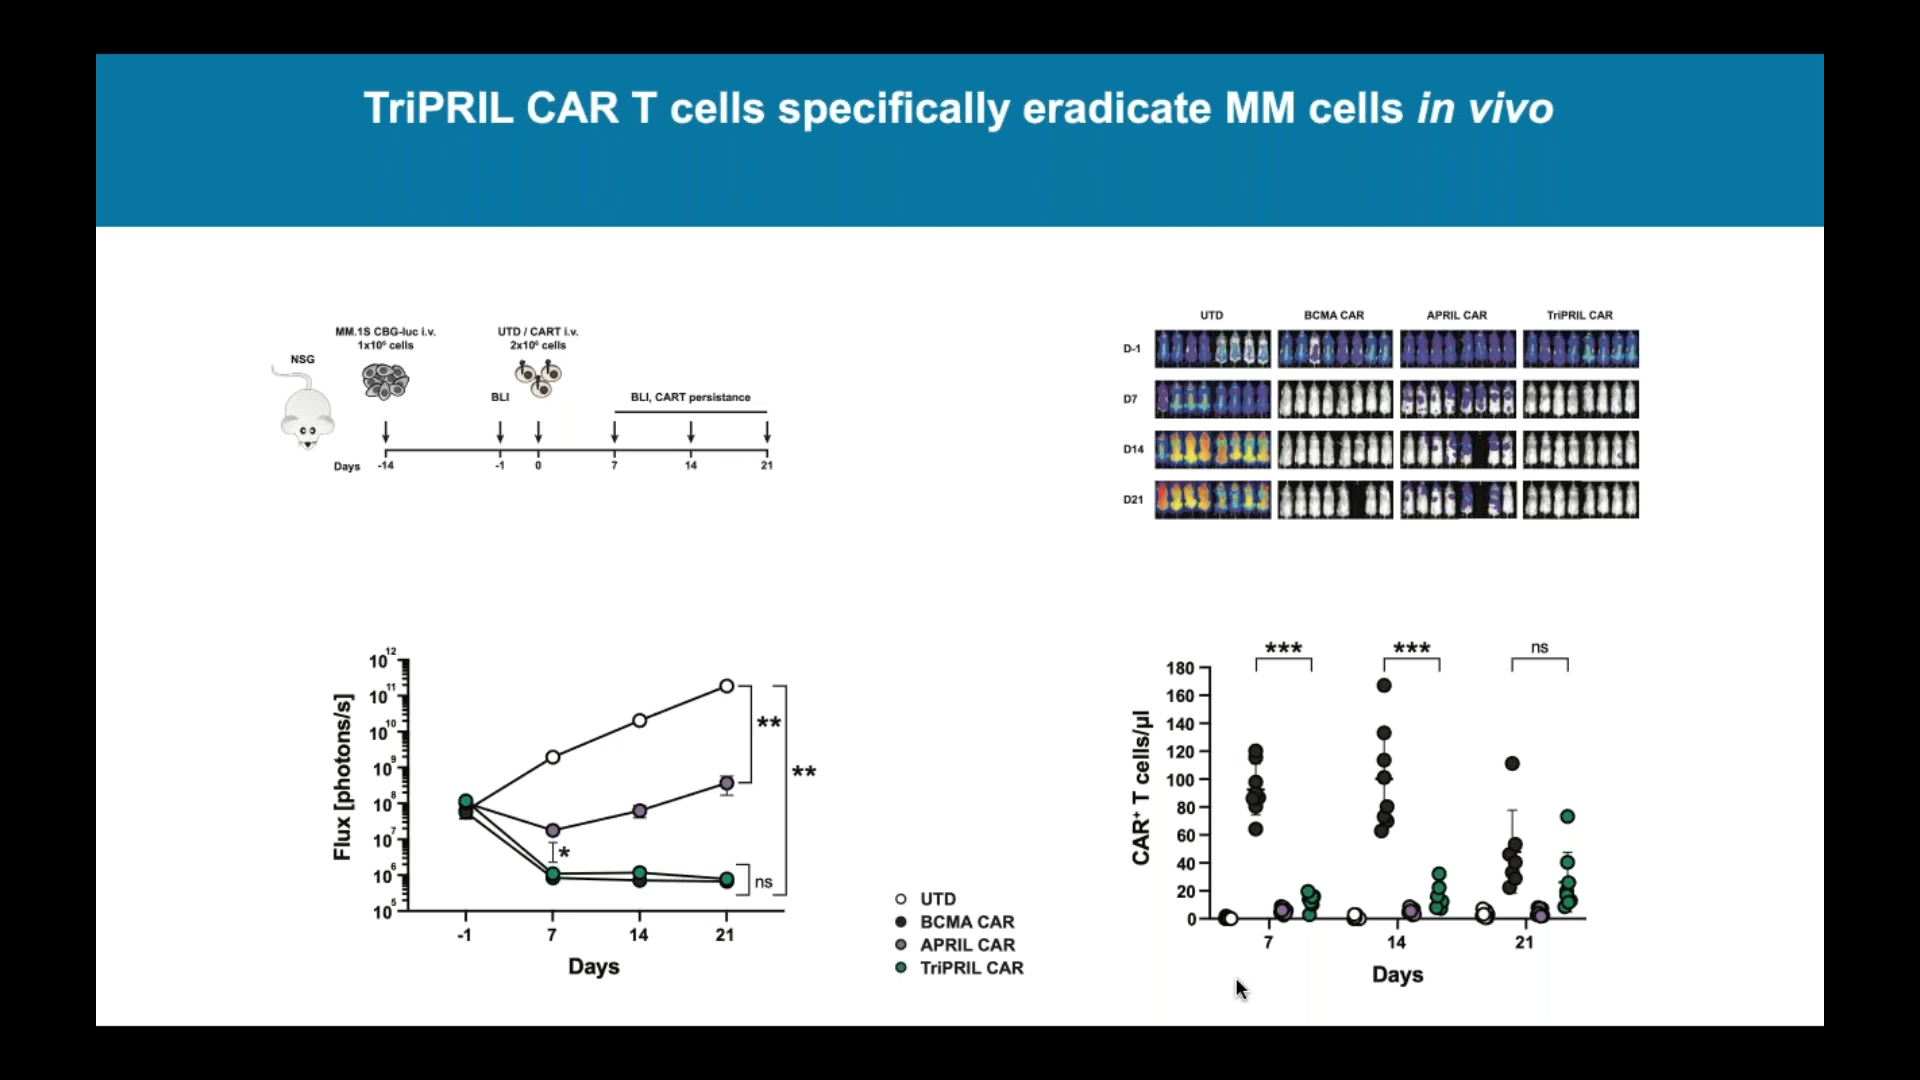 TriPRIL CAR T cells specifically eradicate MM cells in vivo
MM.1S CBG-luc i.v.
1x10⁶ cells
UTD / CART i.v.
2x10⁶ cells
NSG
BLI
BLI, CART persistance
Days -14 -1 0 7 14 21
UTD BCMA CAR APRIL CAR TriPRIL CAR
D-1
D7
D14
D21
Flux [photons/s]
10¹²
10¹¹
10¹⁰
10⁹
10⁸
10⁷
10⁶
10⁵
**
**
*
ns
-1 7 14 21
Days
UTD
BCMA CAR
APRIL CAR
TriPRIL CAR
*** *** ns
CAR⁺ T cells/µl
180
160
140
120
100
80
60
40
20
0
7 14 21
Days